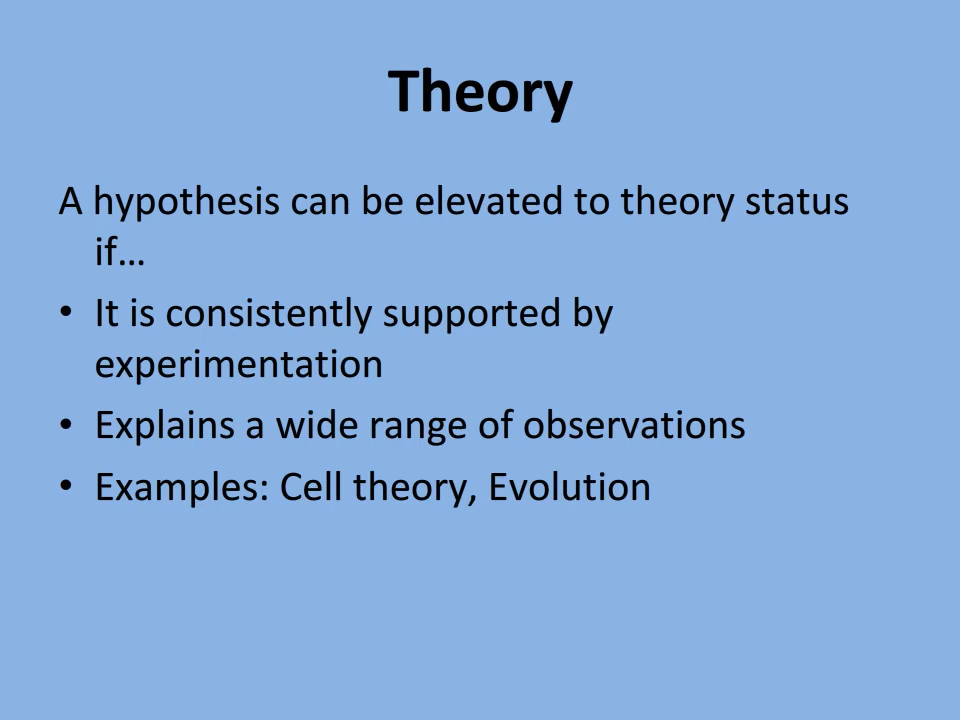 Theory
A hypothesis can be elevated to theory status
if…
• It is consistently supported by
experimentation
• Explains a wide range of observations
• Examples: Cell theory, Evolution